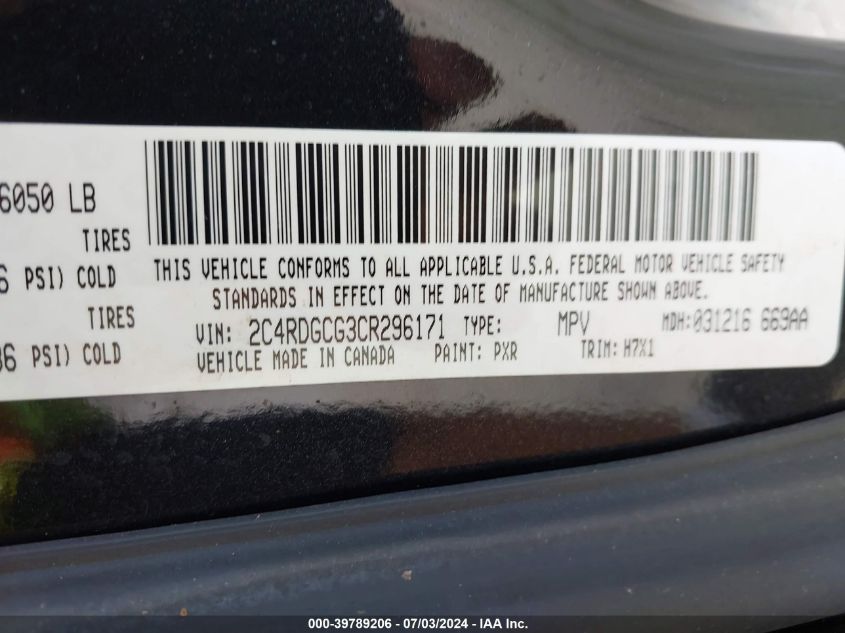 6050 LB
TIRES
6 PSI) COLD
TIRES
36 PSI) COLD
THIS VEHICLE CONFORMS TO ALL APPLICABLE U.S.A. FEDERAL MOTOR VEHICLE SAFETY
STANDARDS IN EFFECT ON THE DATE OF MANUFACTURE SHOWN ABOVE.
VIN: 2C4RDGCG3CR296171 TYPE: MPV MDH:031216 669AA
VEHICLE MADE IN CANADA PAINT: PXR TRIM: H7X1
000-39789206 - 07/03/2024 - IAA Inc.